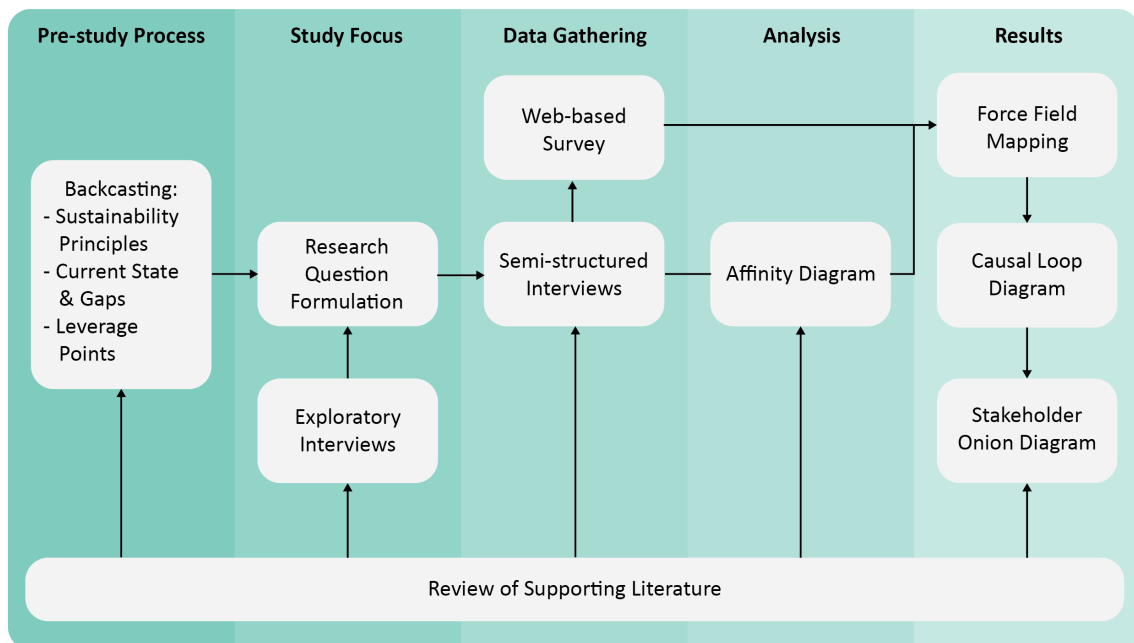 Pre-study Process
Study Focus
Data Gathering
Analysis
Results
Backcasting:
- Sustainability
Principles
- Current State
& Gaps
- Leverage
Points
Research
Question
Formulation
Exploratory
Interviews
Web-based
Survey
Semi-structured
Interviews
Affinity Diagram
Force Field
Mapping
Causal Loop
Diagram
Stakeholder
Onion Diagram
Review of Supporting Literature